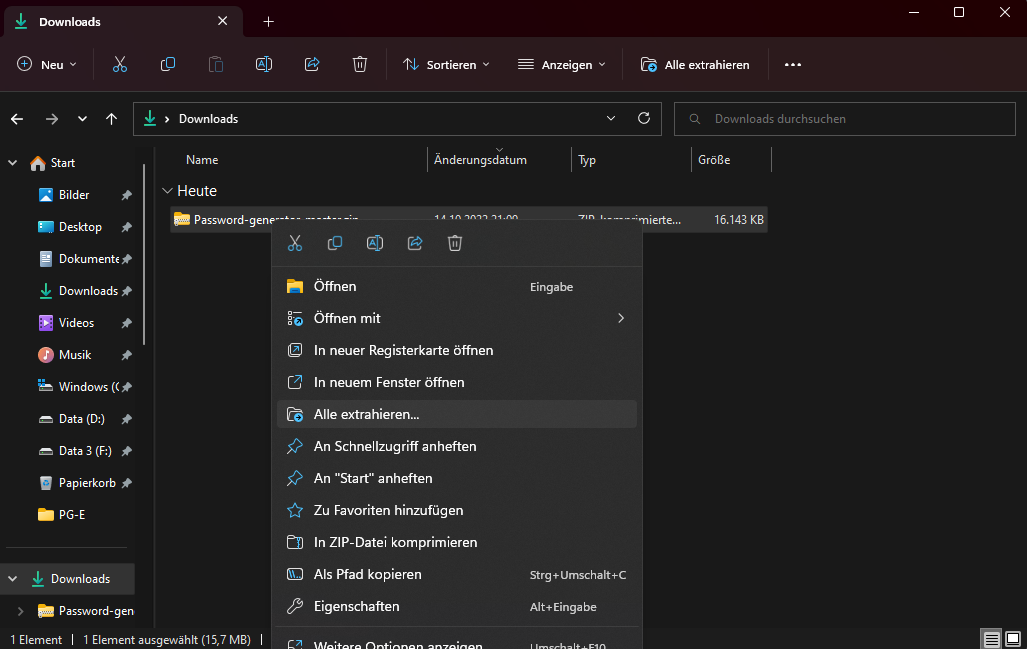 Downloads
Neu
Sortieren
Anzeigen
Alle extrahieren
Downloads
Downloads durchsuchen
Start
Bilder
Desktop
Dokumente
Downloads
Videos
Musik
Windows (C
Data (D:)
Data 3 (F:)
Papierkorb
PG-E
Downloads
Password-gen
Name Änderungsdatum Typ Größe
Heute
Password-generator-master.zip 14.10.2022 21:00 ZIP-komprimierte... 16.143 KB
Öffnen Eingabe
Öffnen mit
In neuer Registerkarte öffnen
In neuem Fenster öffnen
Alle extrahieren...
An Schnellzugriff anheften
An "Start" anheften
Zu Favoriten hinzufügen
In ZIP-Datei komprimieren
Als Pfad kopieren Strg+Umschalt+C
Eigenschaften Alt+Eingabe
Weitere Optionen anzeigen Umschalt+F10
1 Element 1 Element ausgewählt (15,7 MB)